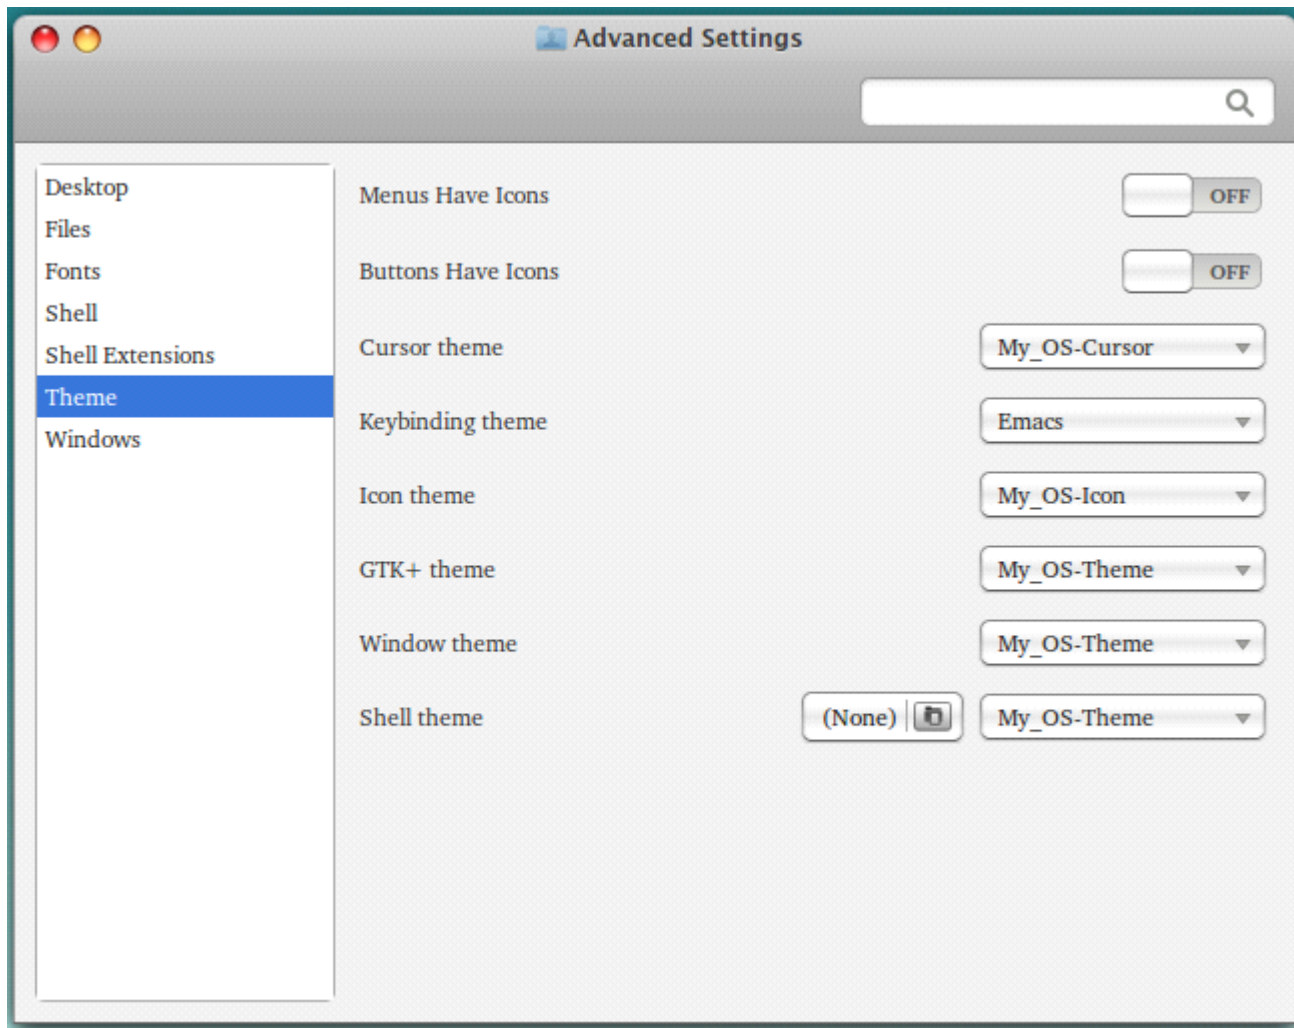 Advanced Settings
Desktop
Files
Fonts
Shell
Shell Extensions
Theme
Windows
Menus Have Icons OFF
Buttons Have Icons OFF
Cursor theme My_OS-Cursor
Keybinding theme Emacs
Icon theme My_OS-Icon
GTK+ theme My_OS-Theme
Window theme My_OS-Theme
Shell theme (None) My_OS-Theme